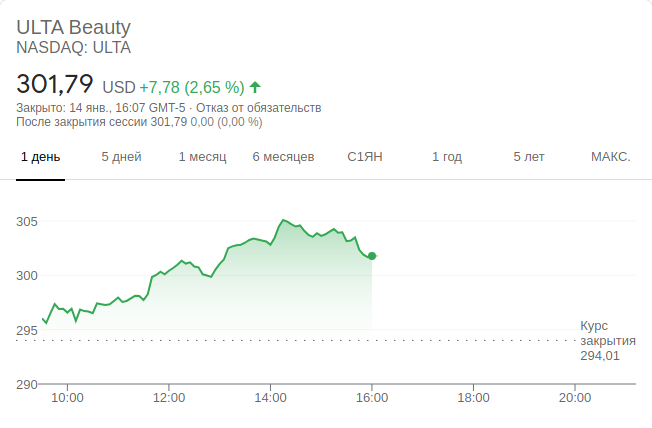 ULTA Beauty
NASDAQ: ULTA
301,79 USD +7,78 (2,65 %)
Закрыто: 14 янв., 16:07 GMT-5 · Отказ от обязательств
После закрытия сессии 301,79 0,00 (0,00 %)
1 день 5 дней 1 месяц 6 месяцев С1ЯН 1 год 5 лет МАКС.
305
300
295
290
Курс
закрытия
294,01
10:00 12:00 14:00 16:00 18:00 20:00